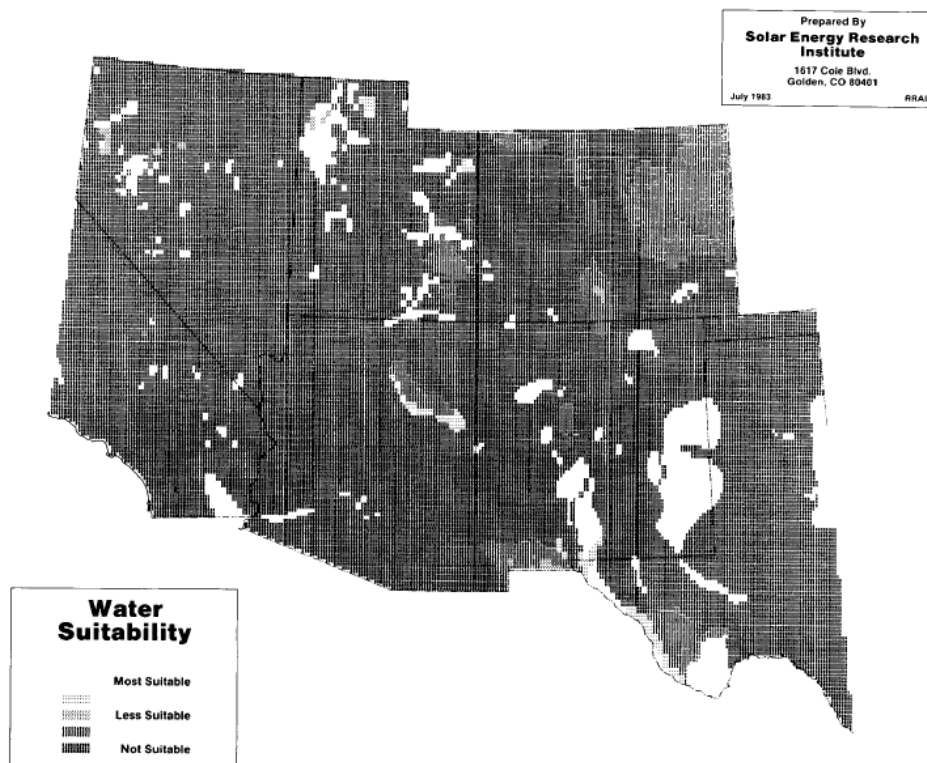 Prepared By
Solar Energy Research
Institute
1617 Cole Blvd.
Golden, CO 80401
July 1983 RRAB
Water
Suitability
Most Suitable
Less Suitable
Not Suitable